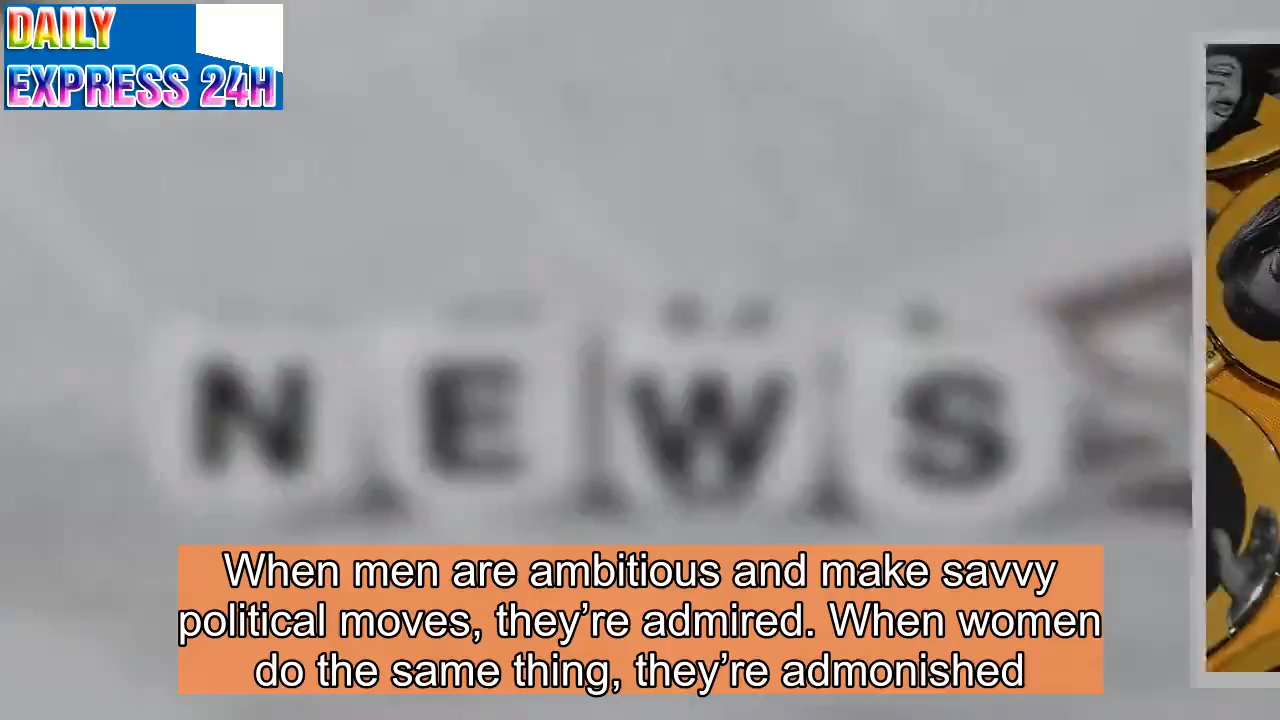 DAILY
EXPRESS 24H
N E W S
When men are ambitious and make savvy
political moves, they’re admired. When women
do the same thing, they’re admonished